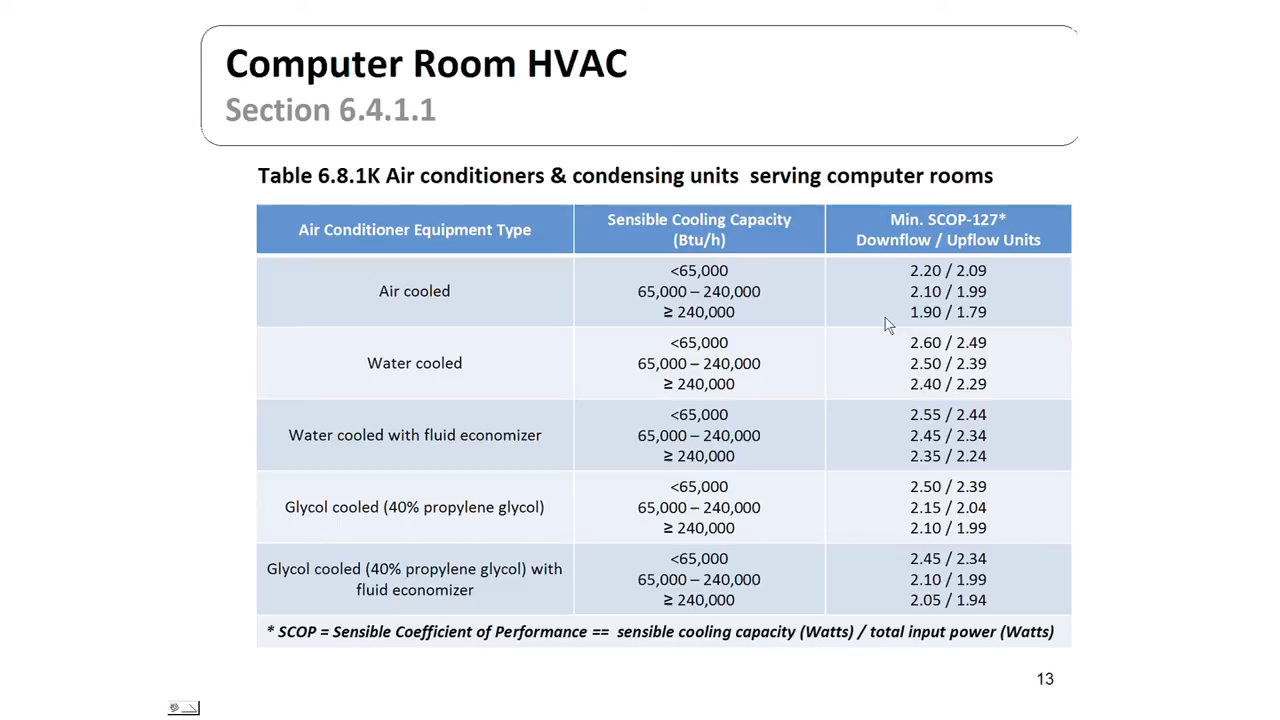 Computer Room HVAC
Section 6.4.1.1
Table 6.8.1K Air conditioners & condensing units  serving computer rooms
Air Conditioner Equipment Type
Sensible Cooling Capacity
(Btu/h)
Min. SCOP-127*
Downflow / Upflow Units
Air cooled
<65,000
65,000 – 240,000
≥ 240,000
2.20 / 2.09
2.10 / 1.99
1.90 / 1.79
Water cooled
<65,000
65,000 – 240,000
≥ 240,000
2.60 / 2.49
2.50 / 2.39
2.40 / 2.29
Water cooled with fluid economizer
<65,000
65,000 – 240,000
≥ 240,000
2.55 / 2.44
2.45 / 2.34
2.35 / 2.24
Glycol cooled (40% propylene glycol)
<65,000
65,000 – 240,000
≥ 240,000
2.50 / 2.39
2.15 / 2.04
2.10 / 1.99
Glycol cooled (40% propylene glycol) with
fluid economizer
<65,000
65,000 – 240,000
≥ 240,000
2.45 / 2.34
2.10 / 1.99
2.05 / 1.94
* SCOP = Sensible Coefficient of Performance ==  sensible cooling capacity (Watts) / total input power (Watts)
13